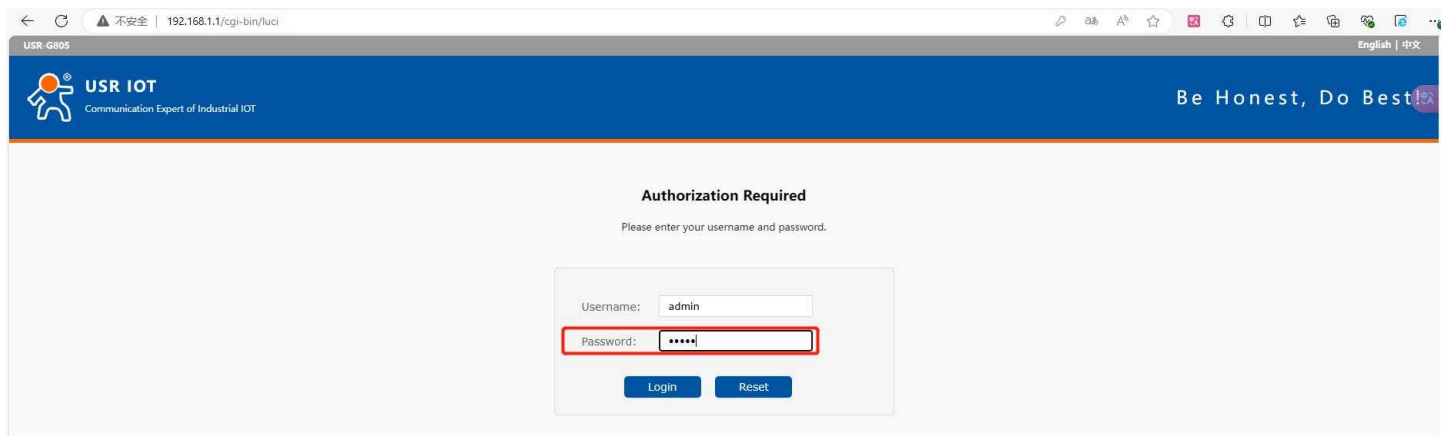 不安全 | 192.168.1.1/cgi-bin/luci
USR-G805
English | 中文
USR IOT
Communication Expert of Industrial IOT
Be Honest, Do Best!
Authorization Required
Please enter your username and password.
Username: admin
Password: •••••
Login Reset